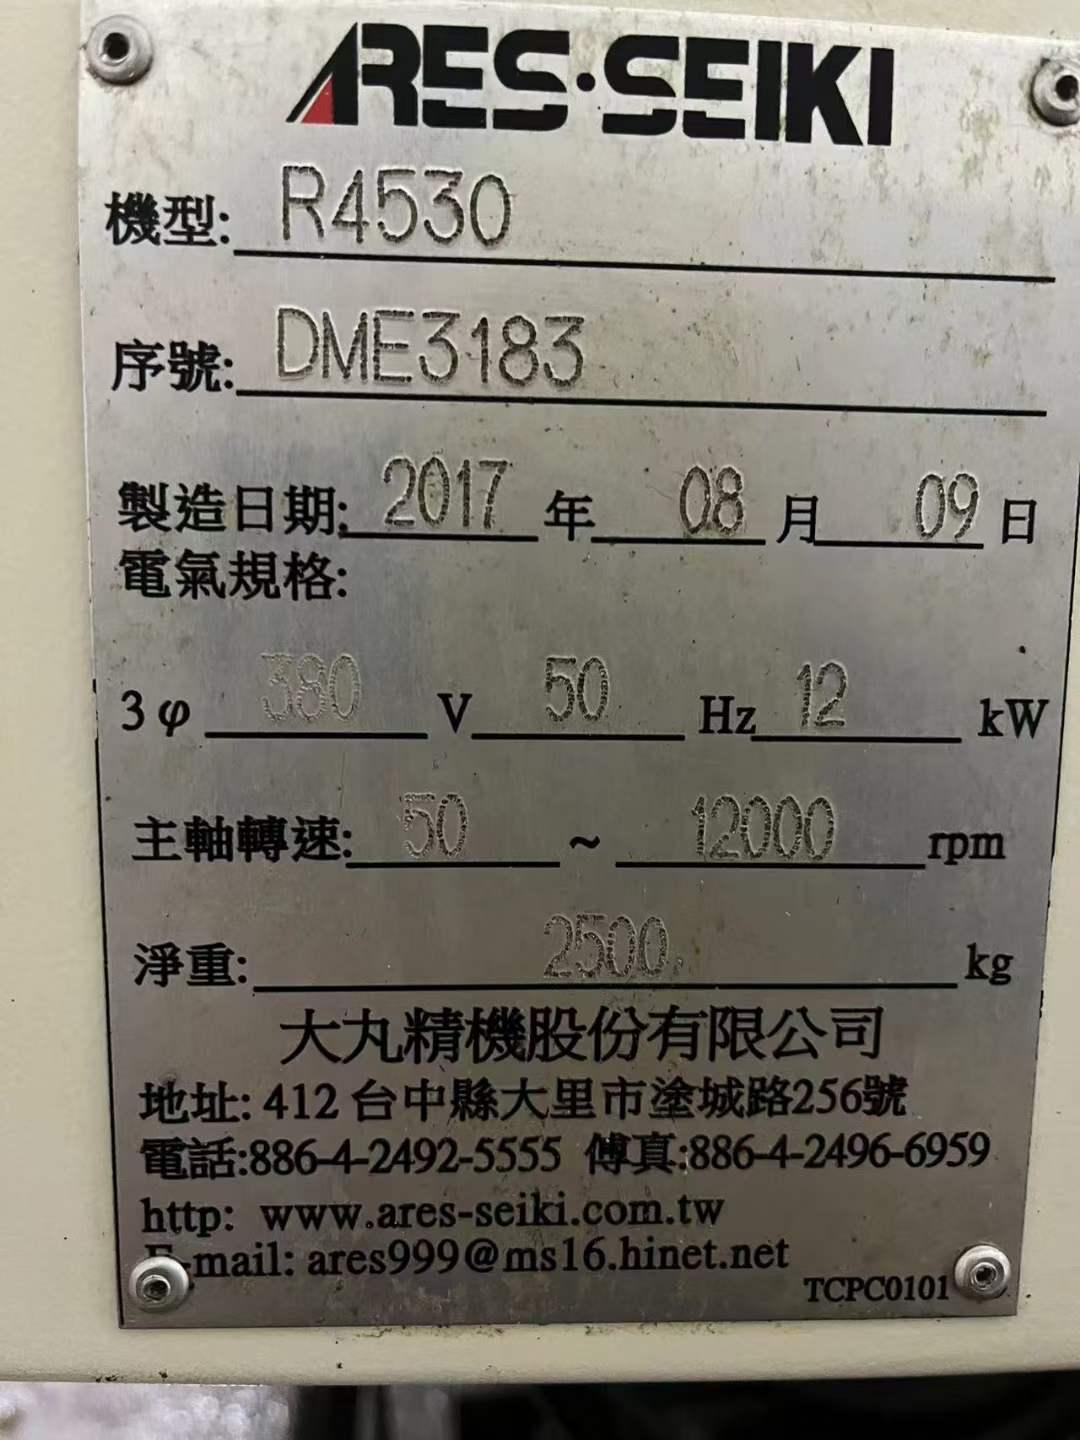 ARES·SEIKI
機型: R4530
序號: DME3183
製造日期: 2017 年 08 月 09 日
電氣規格:
3φ 380 V 50 Hz 12 kW
主軸轉速: 50 ~ 12000 rpm
淨重: 2500 kg
大丸精機股份有限公司
地址: 412 台中縣大里市塗城路256號
電話:886-4-2492-5555 傅真:886-4-2496-6959
http: www.ares-seiki.com.tw
E-mail: ares999@ms16.hinet.net
TCPC0101